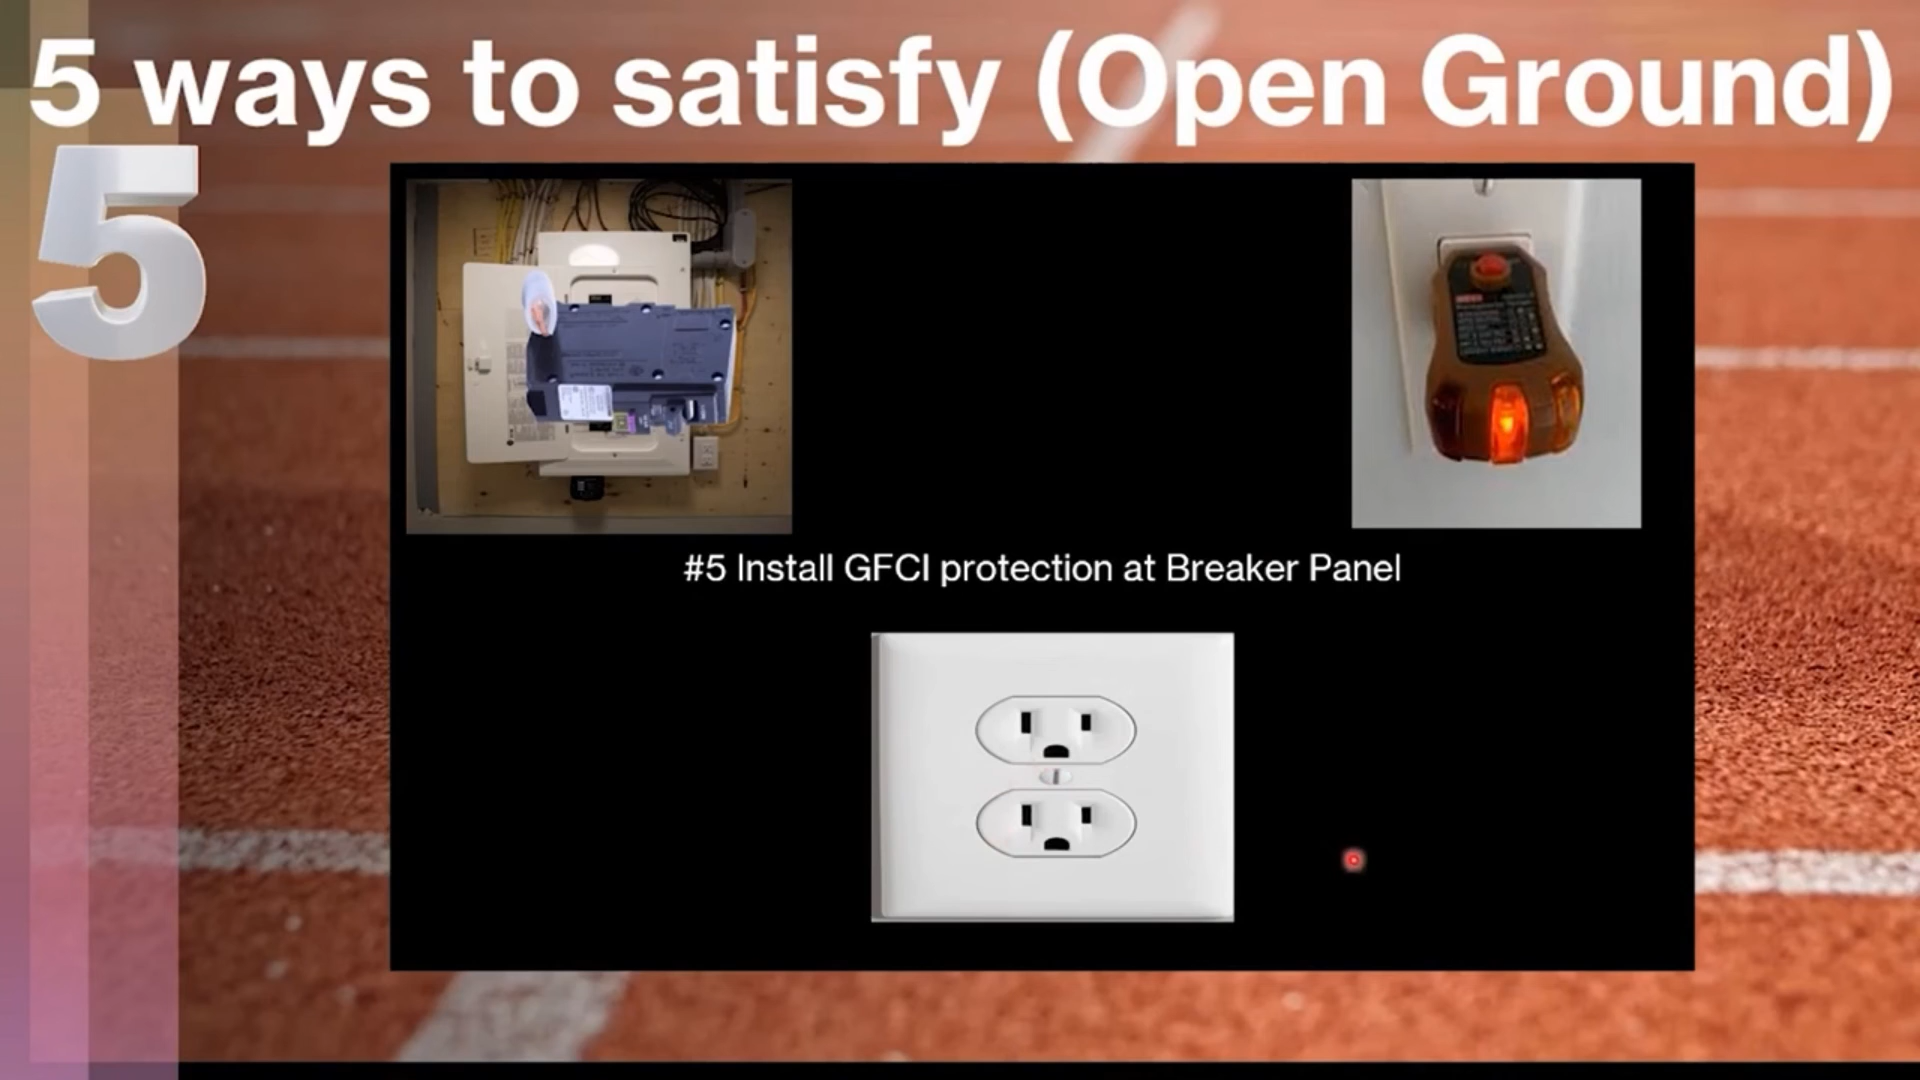 5 ways to satisfy (Open Ground)
5
#5 Install GFCI protection at Breaker Panel